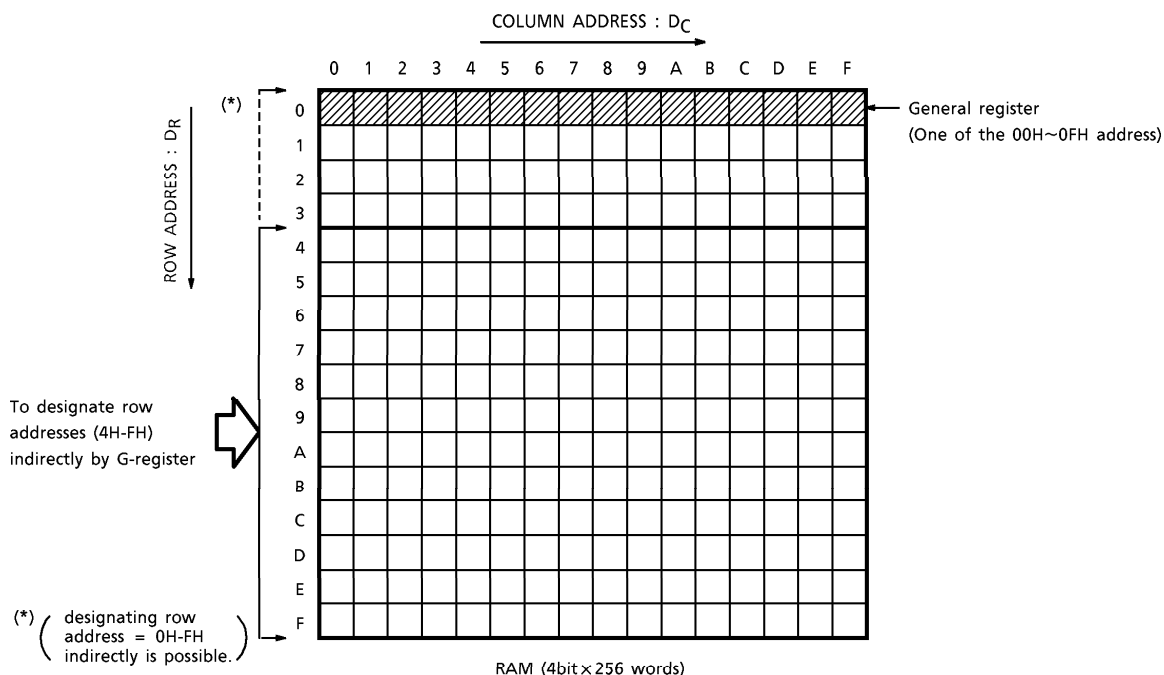 COLUMN ADDRESS : DC
0 1 2 3 4 5 6 7 8 9 A B C D E F
(*)
ROW ADDRESS : DR
0
1
2
3
4
5
6
7
8
9
A
B
C
D
E
F
General register
(One of the 00H~0FH address)
To designate row
addresses (4H-FH)
indirectly by G-register
(*) ( designating row
address = 0H-FH
indirectly is possible. )
RAM (4bit×256 words)